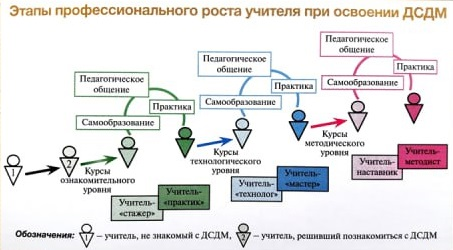 Этапы профессионального роста учителя при освоении ДСДМ
Педагогическое
общение
Практика
Самообразование
Педагогическое
общение
Практика
Самообразование
Педагогическое
общение
Практика
Самообразование
1
2
Курсы
ознакомительного
уровня
Курсы
технологического
уровня
Курсы
методического
уровня
Учитель-
«стажер»
Учитель-
«практик»
Учитель-
«технолог»
Учитель-
«мастер»
Учитель-
наставник
Учитель-
методист
Обозначения: 1 – учитель, не знакомый с ДСДМ, 2 – учитель, решивший познакомиться с ДСДМ